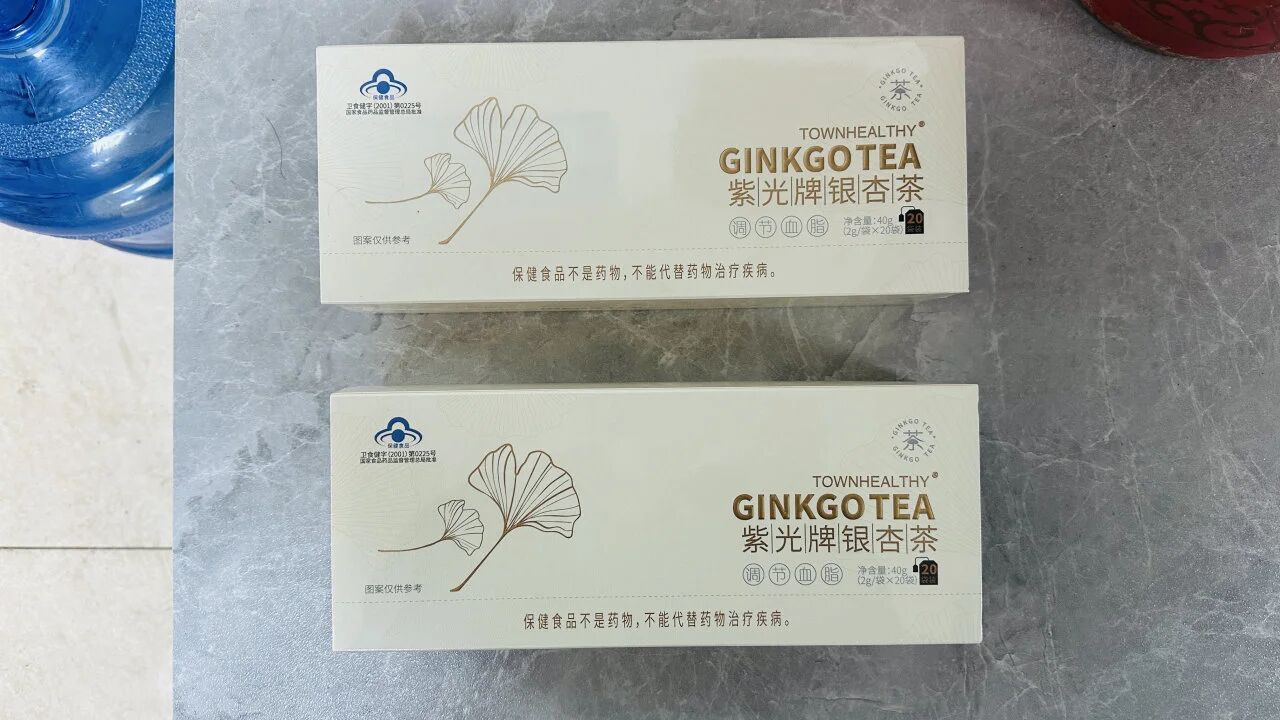 保健食品
卫食健字(2001)第0225号
国家食品药品监督管理总局批准
GINKGO TEA
茶
GINKGO TEA
TOWNHEALTHY®
GINKGO TEA
紫光牌银杏茶
调节血脂
净含量:40g
(2g/袋×20袋)
20
袋装
图案仅供参考
保健食品不是药物,不能代替药物治疗疾病。
保健食品
卫食健字(2001)第0225号
国家食品药品监督管理总局批准
GINKGO TEA
茶
GINKGO TEA
TOWNHEALTHY®
GINKGO TEA
紫光牌银杏茶
调节血脂
净含量:40g
(2g/袋×20袋)
20
袋装
图案仅供参考
保健食品不是药物,不能代替药物治疗疾病。